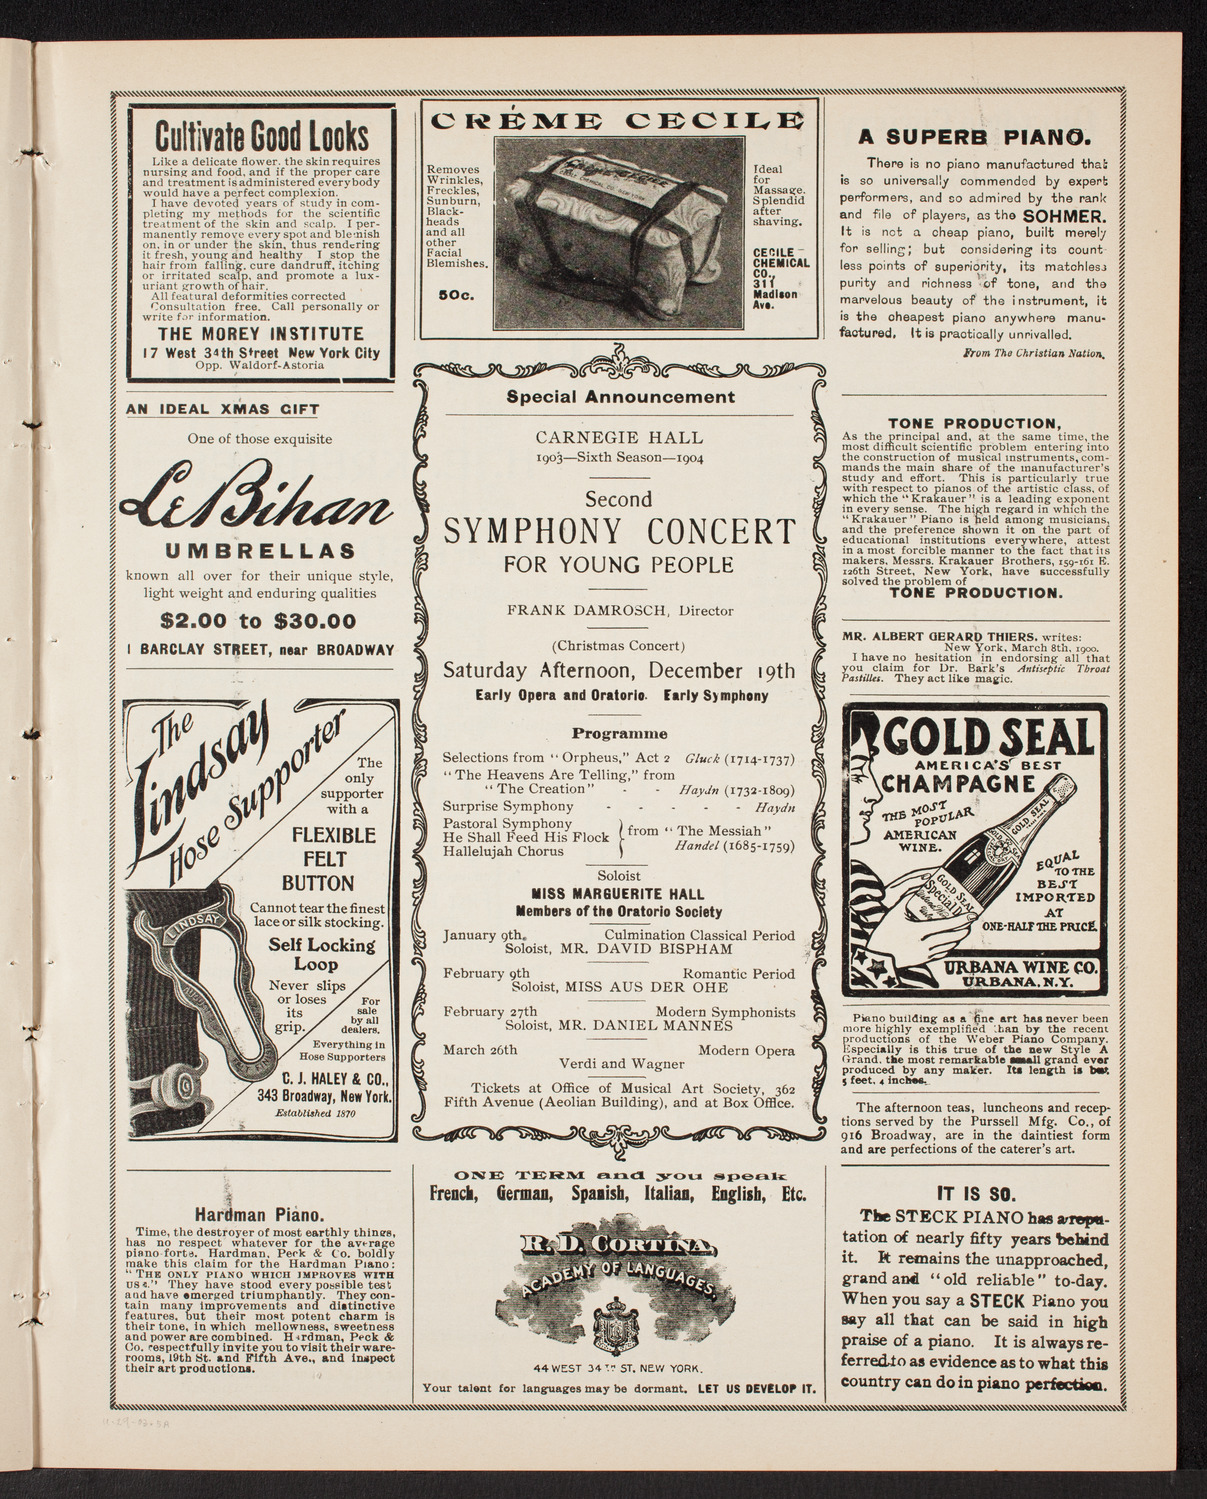 Cultivate Good Looks
Like a delicate flower. the skin requires
nursing and food, and if the proper care
and treatment is administered everybody
would have a perfect complexion.
I have devoted years of study in com-
pleting my methods for the scientific
treatment of the skin and scalp. I per-
manently remove every spot and blemish
on, in or under the skin, thus rendering
it fresh, young and healthy I stop the
hair from falling, cure dandruff, itching
or irritated scalp, and promote a lux-
uriant growth of hair.
All featural deformities corrected
Consultation free. Call personally or
write for information.
THE MOREY INSTITUTE
17 West 34th Street New York City
Opp. Waldorf-Astoria
AN IDEAL XMAS GIFT
One of those exquisite
Le Bihan
UMBRELLAS
known all over for their unique style,
light weight and enduring qualities
$2.00 to $30.00
1 BARCLAY STREET, near BROADWAY
The
Lindsay
Hose Supporter
The
only
supporter
with a
FLEXIBLE
FELT
BUTTON
Cannot tear the finest
lace or silk stocking.
Self Locking
Loop
Never slips
or loses
its
grip.
For
sale
by all
dealers.
Everything in
Hose Supporters
C. J. HALEY & CO.,
343 Broadway, New York.
Established 1870
LINDSAY
Hardman Piano.
Time, the destroyer of most earthly things,
has no respect whatever for the average
piano-forte. Hardman, Peck & Co. boldly
make this claim for the Hardman Piano:
"THE ONLY PIANO WHICH IMPROVES WITH
USE." They have stood every possible test
and have emerged triumphantly. They con-
tain many improvements and distinctive
features, but their most potent charm is
their tone, in which mellowness, sweetness
and power are combined. Hardman, Peck &
Co. respectfully invite you to visit their ware-
rooms, 19th St. and Fifth Ave., and inspect
their art productions.
CRÉME CECILE
Removes
Wrinkles,
Freckles,
Sunburn,
Black-
heads
and all
other
Facial
Blemishes.
50c.
Ideal
for
Massage.
Splendid
after
shaving.
CECILE
CHEMICAL
CO.,
311
Madison
Ave.
Special Announcement
CARNEGIE HALL
1903—Sixth Season—1904
Second
SYMPHONY CONCERT
FOR YOUNG PEOPLE
FRANK DAMROSCH, Director
(Christmas Concert)
Saturday Afternoon, December 19th
Early Opera and Oratorio. Early Symphony
Programme
Selections from "Orpheus," Act 2 Gluck (1714-1737)
"The Heavens Are Telling," from
"The Creation" - - Haydn (1732-1809)
Surprise Symphony - - - - - Haydn
Pastoral Symphony
He Shall Feed His Flock } from "The Messiah"
Hallelujah Chorus Handel (1685-1759)
Soloist
MISS MARGUERITE HALL
Members of the Oratorio Society
January 9th. Culmination Classical Period
Soloist, MR. DAVID BISPHAM
February 9th Romantic Period
Soloist, MISS AUS DER OHE
February 27th Modern Symphonists
Soloist, MR. DANIEL MANNES
March 26th Modern Opera
Verdi and Wagner
Tickets at Office of Musical Art Society, 362
Fifth Avenue (Aeolian Building), and at Box Office.
ONE TERM and you speak
French, German, Spanish, Italian, English, Etc.
R. D. CORTINA,
ACADEMY OF LANGUAGES.
44 WEST 34TH ST. NEW YORK.
Your talent for languages may be dormant. LET US DEVELOP IT.
A SUPERB PIANO.
There is no piano manufactured that
is so universally commended by expert
performers, and so admired by the rank
and file of players, as the SOHMER.
It is not a cheap piano, built merely
for selling; but considering its count
less points of superiority, its matchless
purity and richness of tone, and the
marvelous beauty of the instrument, it
is the cheapest piano anywhere manu-
factured. It is practically unrivalled.
From The Christian Nation.
TONE PRODUCTION,
As the principal and, at the same time, the
most difficult scientific problem entering into
the construction of musical instruments, com-
mands the main share of the manufacturer's
study and effort. This is particularly true
with respect to pianos of the artistic class, of
which the "Krakauer" is a leading exponent
in every sense. The high regard in which the
"Krakauer" Piano is held among musicians,
and the preference shown it on the part of
educational institutions everywhere, attest
in a most forcible manner to the fact that its
makers, Messrs. Krakauer Brothers, 159-161 E.
126th Street, New York, have successfully
solved the problem of
TONE PRODUCTION.
MR. ALBERT GERARD THIERS, writes:
New York, March 8th, 1900.
I have no hesitation in endorsing all that
you claim for Dr. Bark's Antiseptic Throat
Pastilles. They act like magic.
GOLD SEAL
AMERICA'S BEST
CHAMPAGNE
THE MOST
POPULAR
AMERICAN
WINE.
GOLD SEAL
GOLD SEAL
Special Dry
EQUAL
TO THE
BEST
IMPORTED
AT
ONE-HALF THE PRICE.
URBANA WINE CO.
URBANA, N.Y.
Piano building as a fine art has never been
more highly exemplified than by the recent
productions of the Weber Piano Company.
Especially is this true of the new Style A
Grand, the most remarkable small grand ever
produced by any maker. Its length is but
5 feet, 4 inches.
The afternoon teas, luncheons and recep-
tions served by the Purssell Mfg. Co., of
916 Broadway, are in the daintiest form
and are perfections of the caterer's art.
IT IS SO.
The STECK PIANO has a repu-
tation of nearly fifty years behind
it. It remains the unapproached,
grand and "old reliable" to-day.
When you say a STECK Piano you
say all that can be said in high
praise of a piano. It is always re-
ferred to as evidence as to what this
country can do in piano perfection.